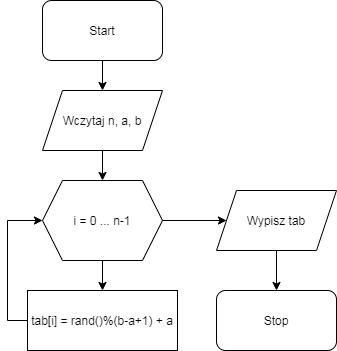 Start
Wczytaj n, a, b
i = 0 ... n-1
Wypisz tab
tab[i] = rand()%(b-a+1) + a
Stop